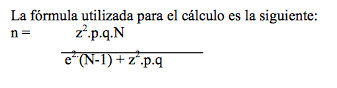 La fórmula utilizada para el cálculo es la siguiente:
n = z².p.q.N
e².(N-1) + z².p.q